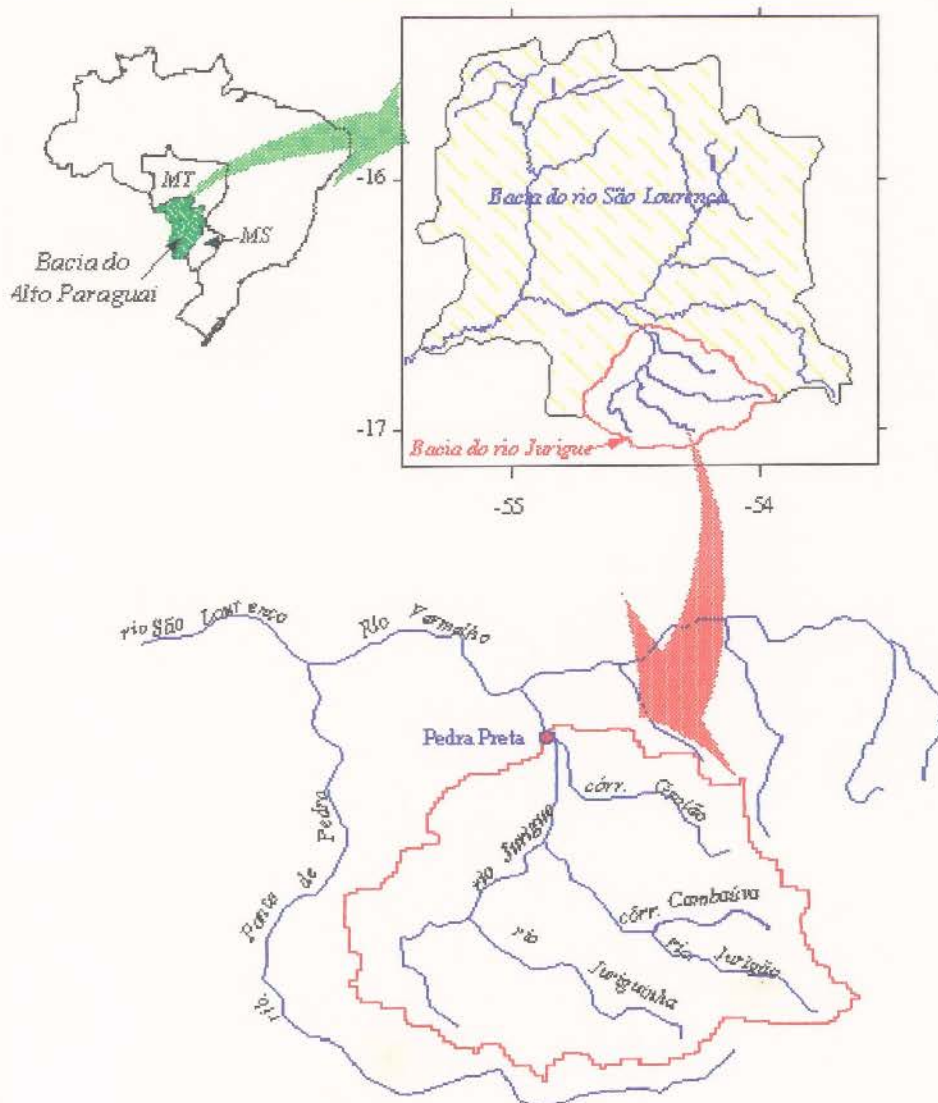 MT
MS
Bacia do
Alto Paraguai
-16
-17
-55
-54
Bacia do rio São Lourenço
Bacia do rio Jurigue
rio São Lourenço
Rio Vermelho
Pedra Preta
córr.
rio Jurigue
rio Ponte de Pedra
córr. Cambaúva
rio Jurigão
rio Juriguinha